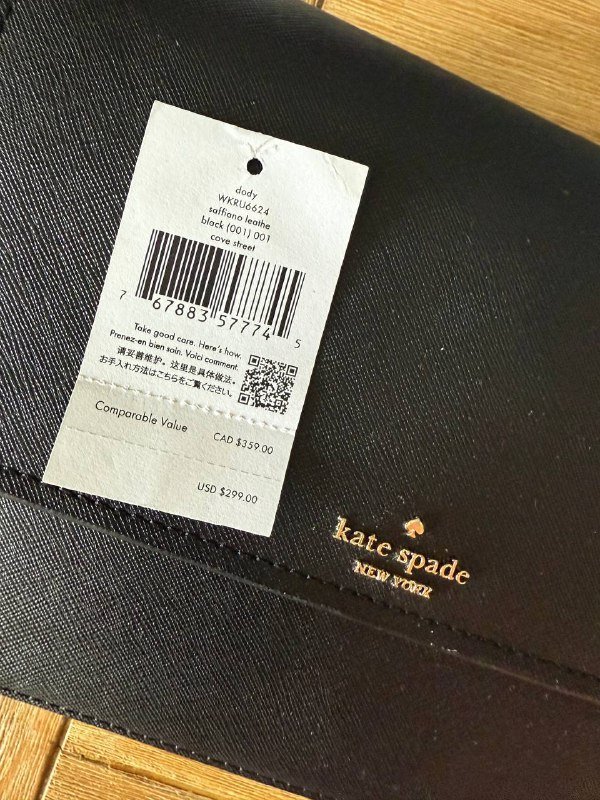 dody
WKRU6624
saffiano leathe
black (001) 001
cove street
7 67883 57774 5
Take good care. Here's how.
Prenez-en bien soin. Voici comment.
请妥善维护。这里是具体做法。
お手入れ方法はこちらをご覧ください。
Comparable Value CAD $359.00
USD $299.00
kate spade
NEW YORK